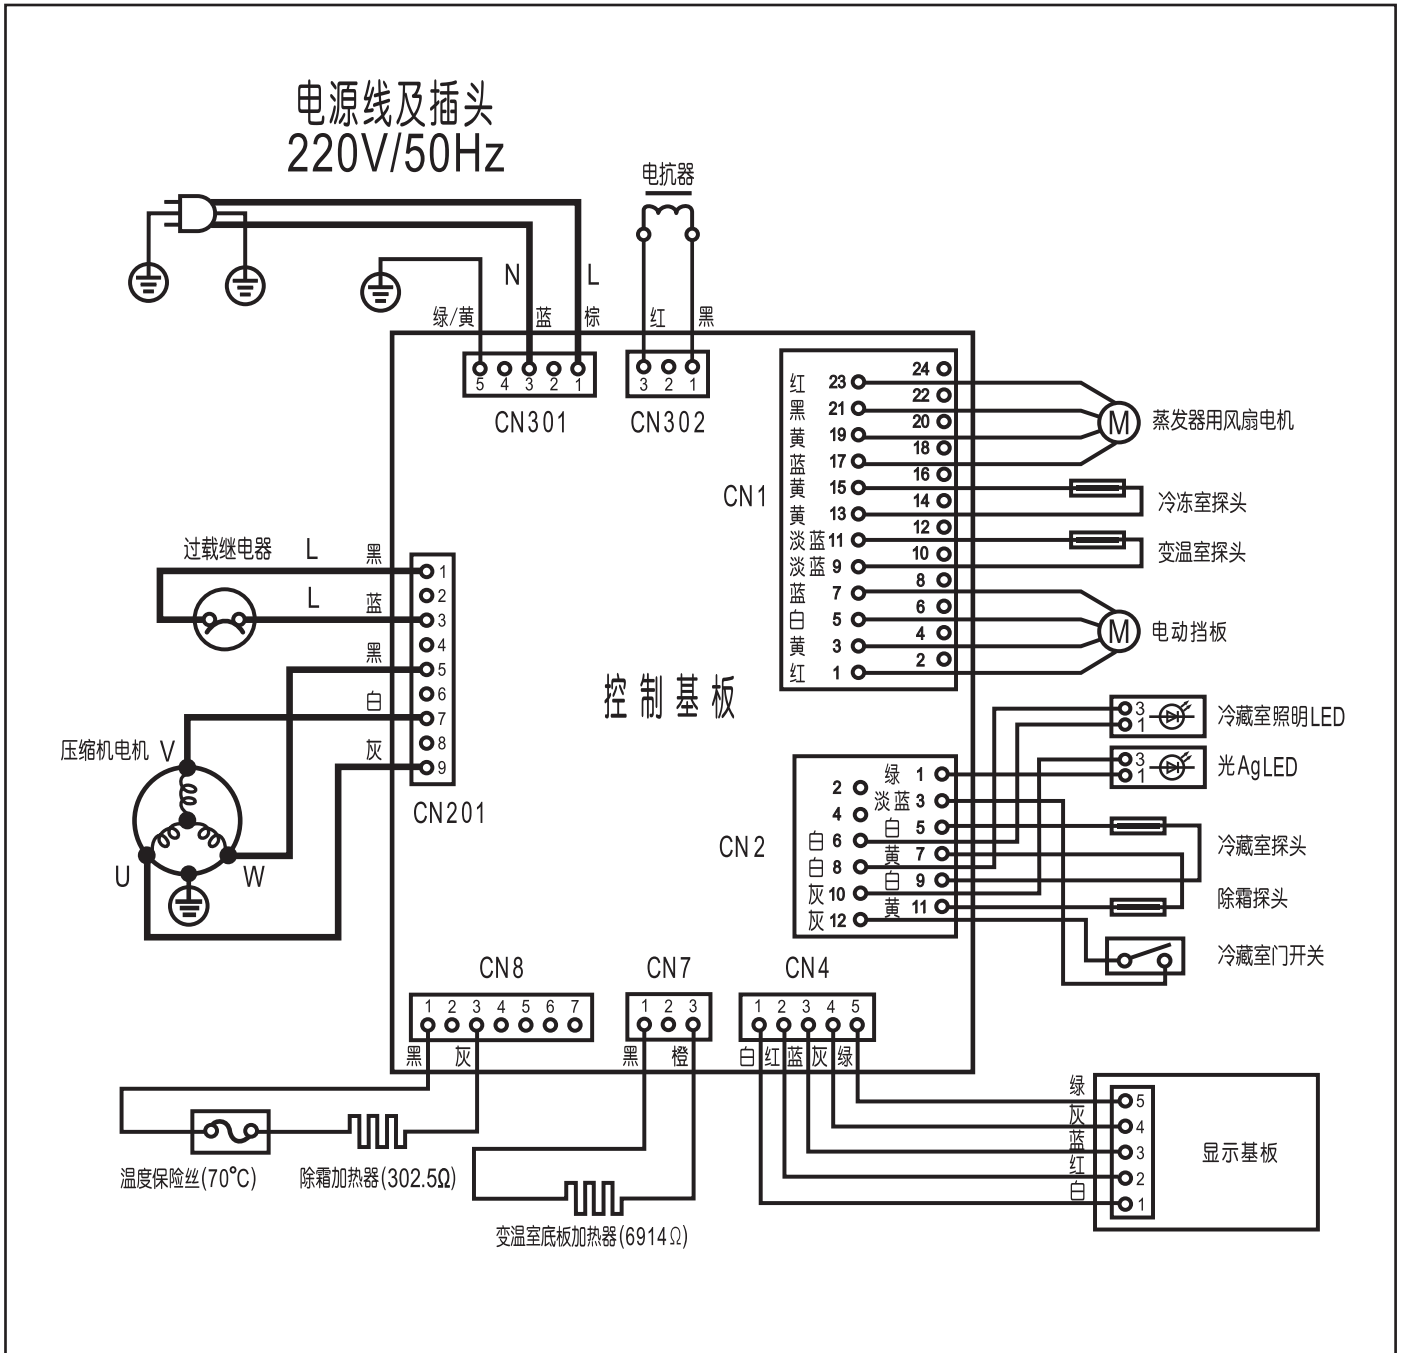 电源线及插头
220V/50Hz
电抗器
N
L
绿/黄
蓝
棕
红
黑
5 4 3 2 1
3 2 1
CN301
CN302
控制基板
CN1
红 23
黑 21
黄 19
蓝 17
黄 15
黄 13
淡蓝 11
淡蓝 9
蓝 7
白 5
黄 3
红 1
24
22
20
18
16
14
12
10
8
6
4
2
M
蒸发器用风扇电机
冷冻室探头
变温室探头
M
电动挡板
过载继电器
L
L
黑
蓝
黑
白
灰
1
2
3
4
5
6
7
8
9
CN201
压缩机电机
V
U
W
CN2
2
4
白 6
白 8
灰 10
灰 12
绿 1
淡蓝 3
白 5
黄 7
白 9
黄 11
3
1
冷藏室照明LED
3
1
光AgLED
冷藏室探头
除霜探头
冷藏室门开关
CN8
CN7
CN4
1 2 3 4 5 6 7
1 2 3
1 2 3 4 5
黑
灰
黑
橙
白 红 蓝 灰 绿
温度保险丝(70°C)
除霜加热器(302.5Ω)
变温室底板加热器(6914Ω)
绿 5
灰 4
蓝 3
红 2
白 1
显示基板